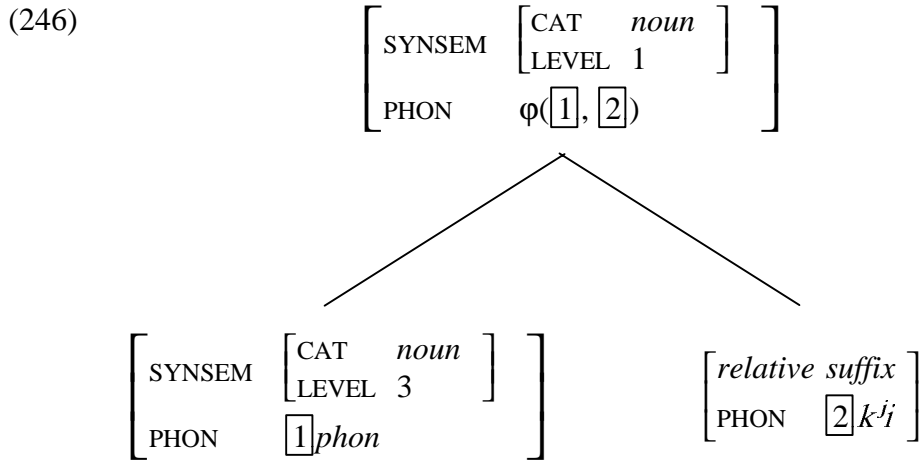 (246)
SYNSEM [CAT noun
LEVEL 1]
PHON φ([1], [2])
SYNSEM [CAT noun
LEVEL 3]
PHON [1]phon
[relative suffix
PHON [2]kʲi]